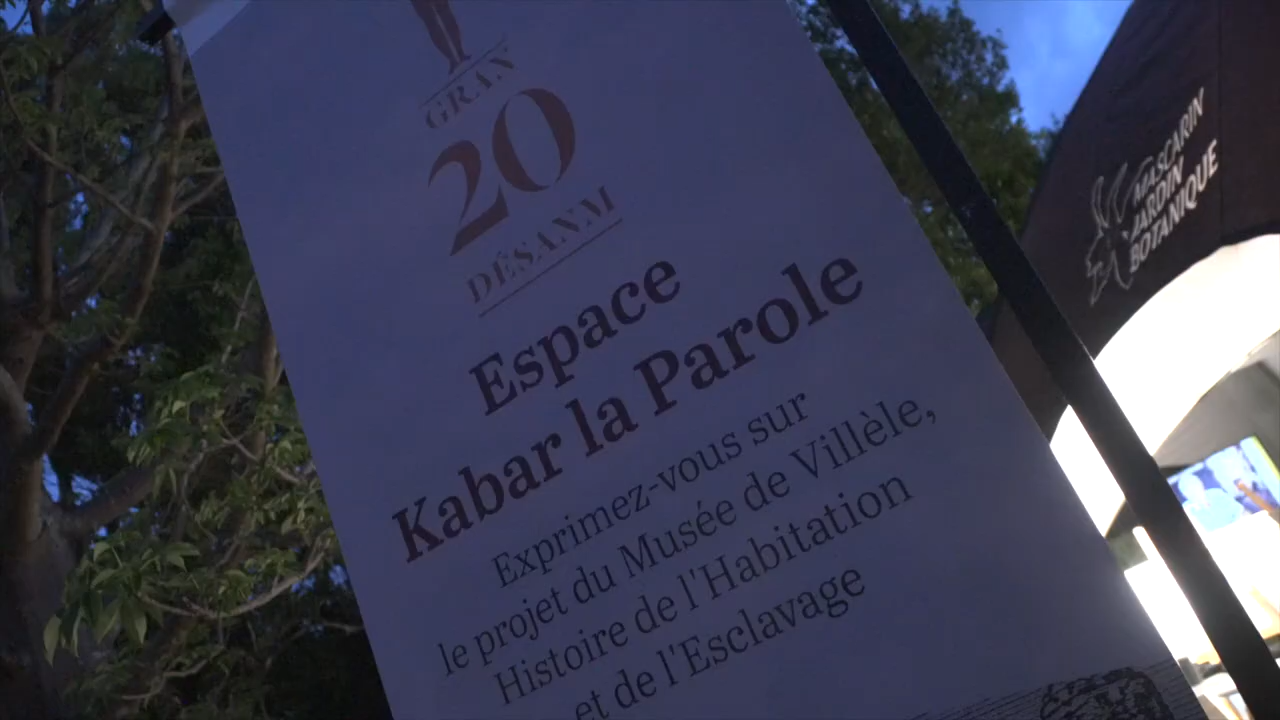 GRAN
20
DÉSANM
Espace
Kabar la Parole
Exprimez-vous sur
le projet du Musée de Villèle,
Histoire de l'Habitation
et de l'Esclavage
MASCARIN
JARDIN
BOTANIQUE